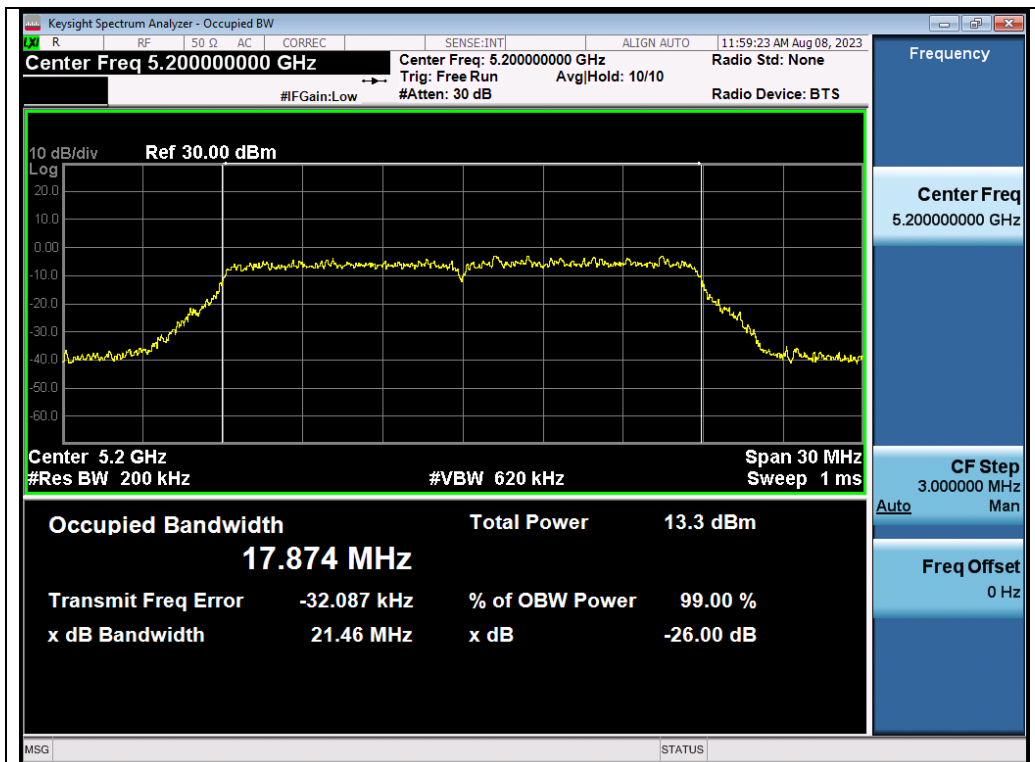 Keysight Spectrum Analyzer - Occupied BW
LXI R RF 50 Ω AC CORREC SENSE:INT ALIGN AUTO 11:59:23 AM Aug 08, 2023
Center Freq 5.200000000 GHz
Center Freq: 5.200000000 GHz
Radio Std: None
Trig: Free Run Avg|Hold: 10/10
#IFGain:Low
#Atten: 30 dB
Radio Device: BTS
10 dB/div Ref 30.00 dBm
Log
20.0
10.0
0.00
-10.0
-20.0
-30.0
-40.0
-50.0
-60.0
Center 5.2 GHz Span 30 MHz
#Res BW 200 kHz #VBW 620 kHz Sweep 1 ms
Occupied Bandwidth Total Power 13.3 dBm
17.874 MHz
Transmit Freq Error -32.087 kHz % of OBW Power 99.00 %
x dB Bandwidth 21.46 MHz x dB -26.00 dB
Frequency
Center Freq
5.200000000 GHz
CF Step
3.000000 MHz
Auto Man
Freq Offset
0 Hz
MSG STATUS